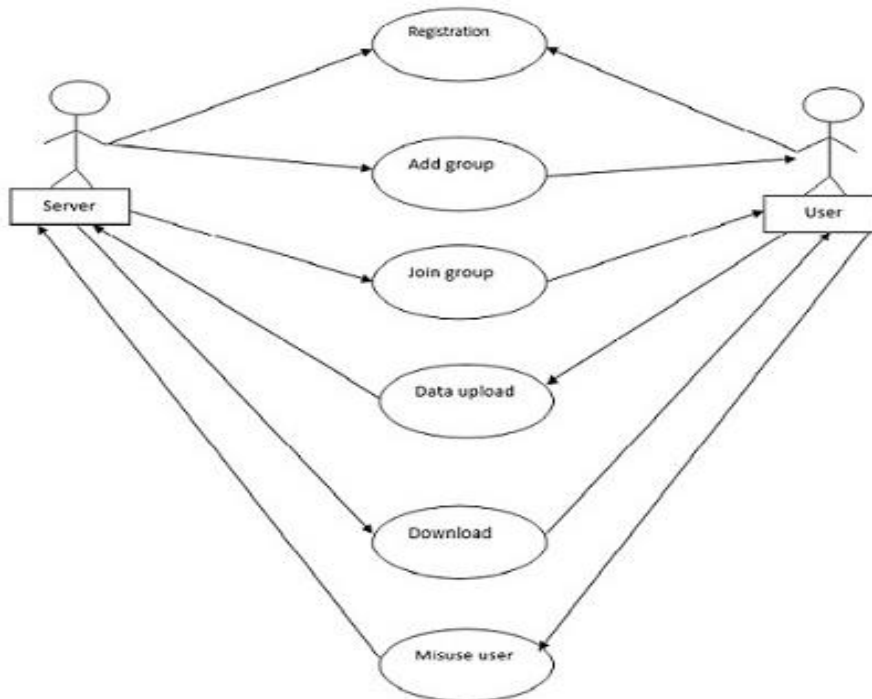 Registration
Add group
Server
User
Join group
Data upload
Download
Misuse user